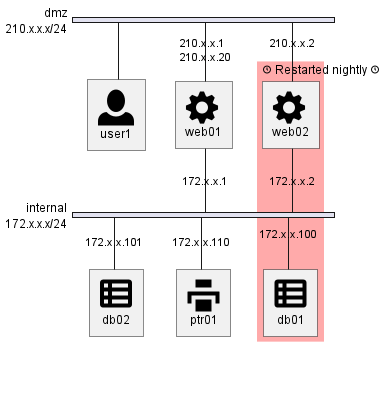 dmz
210.x.x.x/24
210.x.x.1
210.x.x.20
210.x.x.2
Restarted nightly
user1
web01
web02
172.x.x.1
172.x.x.2
internal
172.x.x.x/24
172.x.x.101
172.x.x.110
172.x.x.100
db02
ptr01
db01